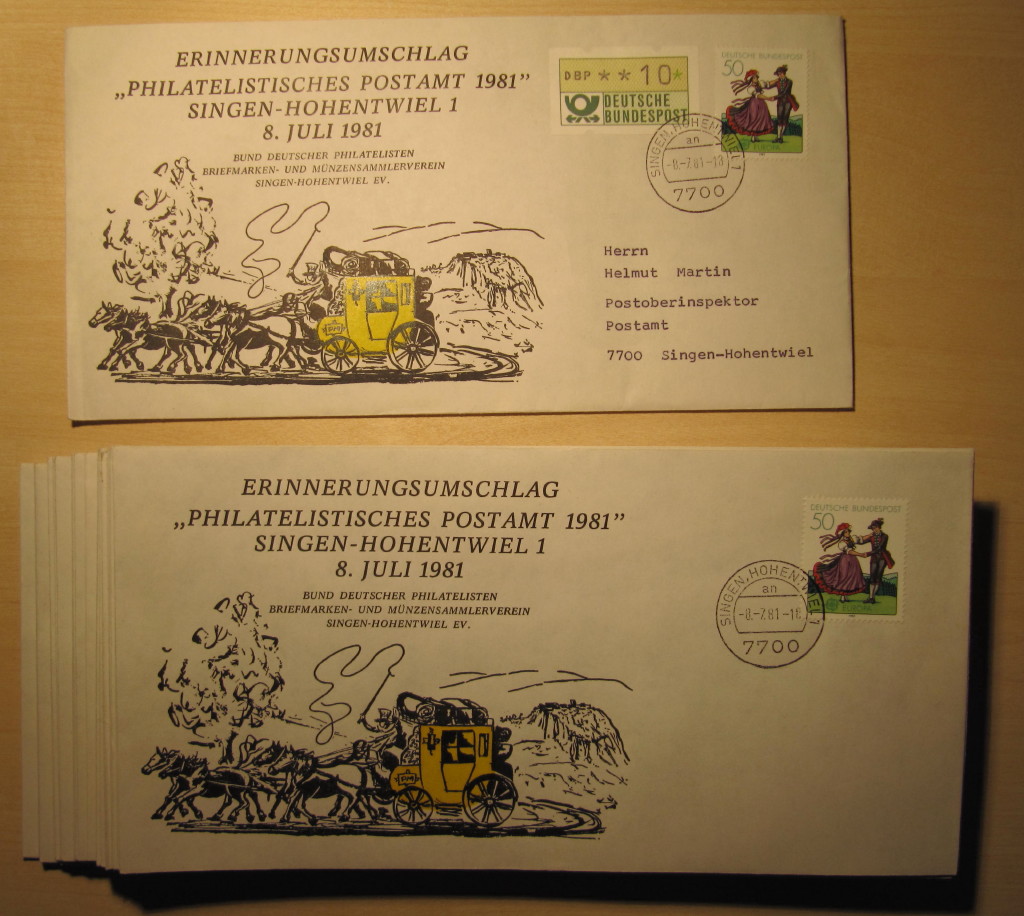 ERINNERUNGSUMSCHLAG
„PHILATELISTISCHES POSTAMT 1981”
SINGEN-HOHENTWIEL 1
8. JULI 1981
BUND DEUTSCHER PHILATELISTEN
BRIEFMARKEN- UND MÜNZENSAMMLERVEREIN
SINGEN-HOHENTWIEL EV.
DBP **10*
DEUTSCHE
BUNDESPOST
DEUTSCHE BUNDESPOST
50
EUROPA
SINGEN, HOHENTWIEL 1
an
-8.-7.81-18
7700
Herrn
Helmut Martin
Postoberinspektor
Postamt
7700 Singen-Hohentwiel
ERINNERUNGSUMSCHLAG
„PHILATELISTISCHES POSTAMT 1981”
SINGEN-HOHENTWIEL 1
8. JULI 1981
BUND DEUTSCHER PHILATELISTEN
BRIEFMARKEN- UND MÜNZENSAMMLERVEREIN
SINGEN-HOHENTWIEL EV.
DEUTSCHE BUNDESPOST
50
EUROPA
SINGEN, HOHENTWIEL 1
an
-8.-7.81-18
7700